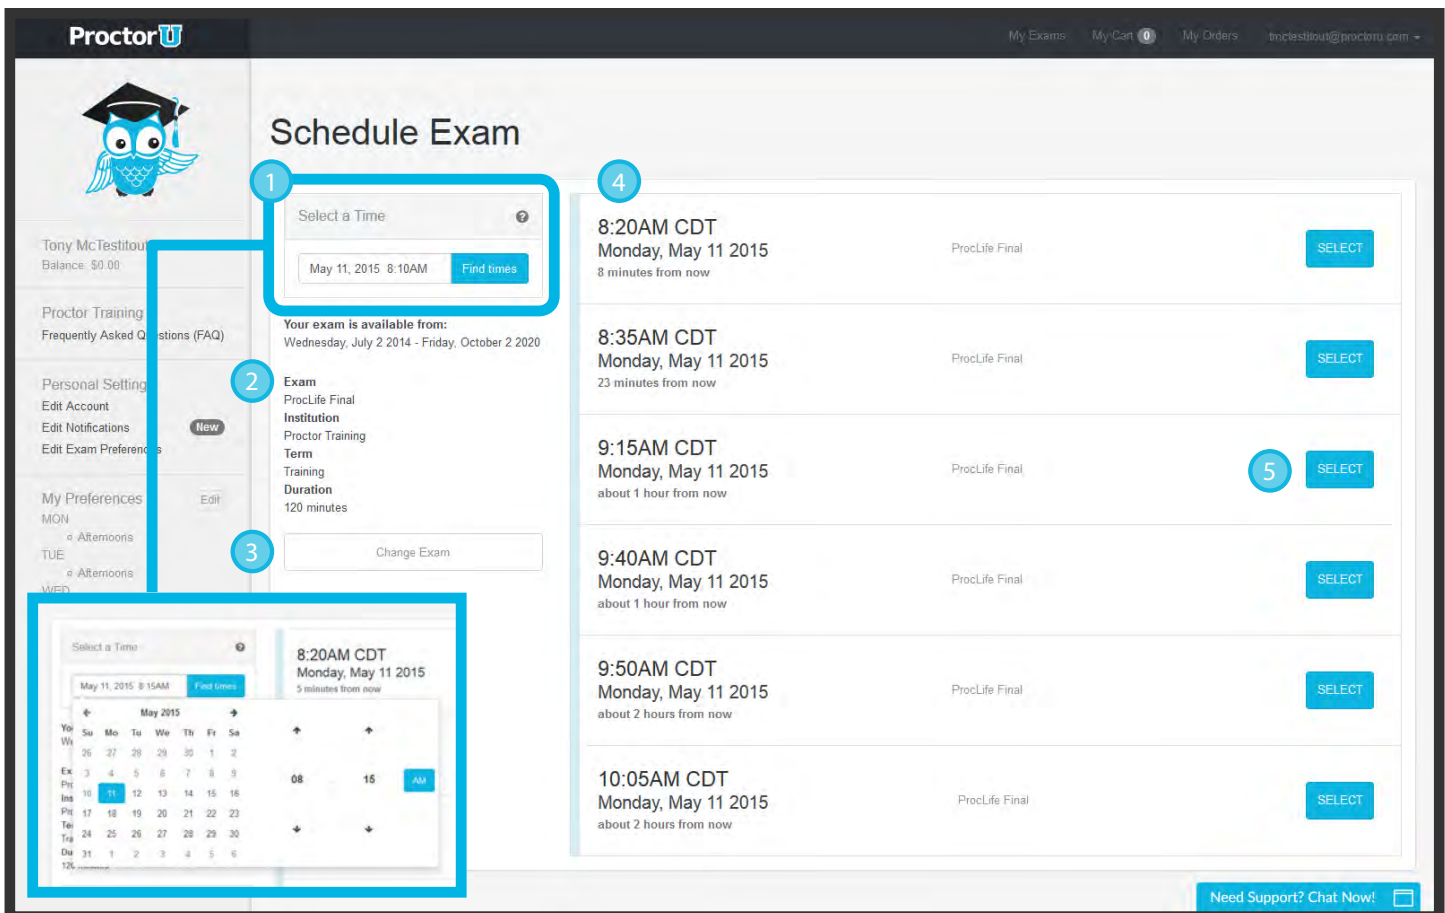 ProctorU
My Exams My Cart 0 My Orders tmctestitout@proctoru.com
Schedule Exam
Tony McTestitout
Balance: $0.00
Proctor Training
Frequently Asked Questions (FAQ)
Personal Settings
Edit Account
Edit Notifications New
Edit Exam Preferences
My Preferences Edit
MON
Afternoons
TUE
Afternoons
WED
1
Select a Time ?
May 11, 2015 8:10AM Find times
Your exam is available from:
Wednesday, July 2 2014 - Friday, October 2 2020
2
Exam
ProcLife Final
Institution
Proctor Training
Term
Training
Duration
120 minutes
3
Change Exam
4
8:20AM CDT
Monday, May 11 2015 ProcLife Final SELECT
8 minutes from now
8:35AM CDT
Monday, May 11 2015 ProcLife Final SELECT
23 minutes from now
9:15AM CDT
Monday, May 11 2015 ProcLife Final 5 SELECT
about 1 hour from now
9:40AM CDT
Monday, May 11 2015 ProcLife Final SELECT
about 1 hour from now
9:50AM CDT
Monday, May 11 2015 ProcLife Final SELECT
about 2 hours from now
10:05AM CDT
Monday, May 11 2015 ProcLife Final SELECT
about 2 hours from now
Select a Time ?
May 11, 2015 8:15AM Find times
8:20AM CDT
Monday, May 11 2015
5 minutes from now
May 2015
Su Mo Tu We Th Fr Sa
26 27 28 29 30 1 2
3 4 5 6 7 8 9
10 11 12 13 14 15 16
17 18 19 20 21 22 23
24 25 26 27 28 29 30
31 1 2 3 4 5 6
08 15 AM
Need Support? Chat Now!